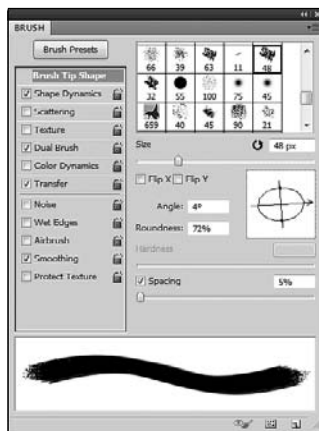 BRUSH
Brush Presets
66 39 63 11 48
32 55 100 75 45
659 40 45 90 21
Brush Tip Shape
Shape Dynamics
Scattering
Texture
Dual Brush
Color Dynamics
Transfer
Noise
Wet Edges
Airbrush
Smoothing
Protect Texture
Size 48 px
Flip X Flip Y
Angle: 4°
Roundness: 72%
Hardness
Spacing 5%